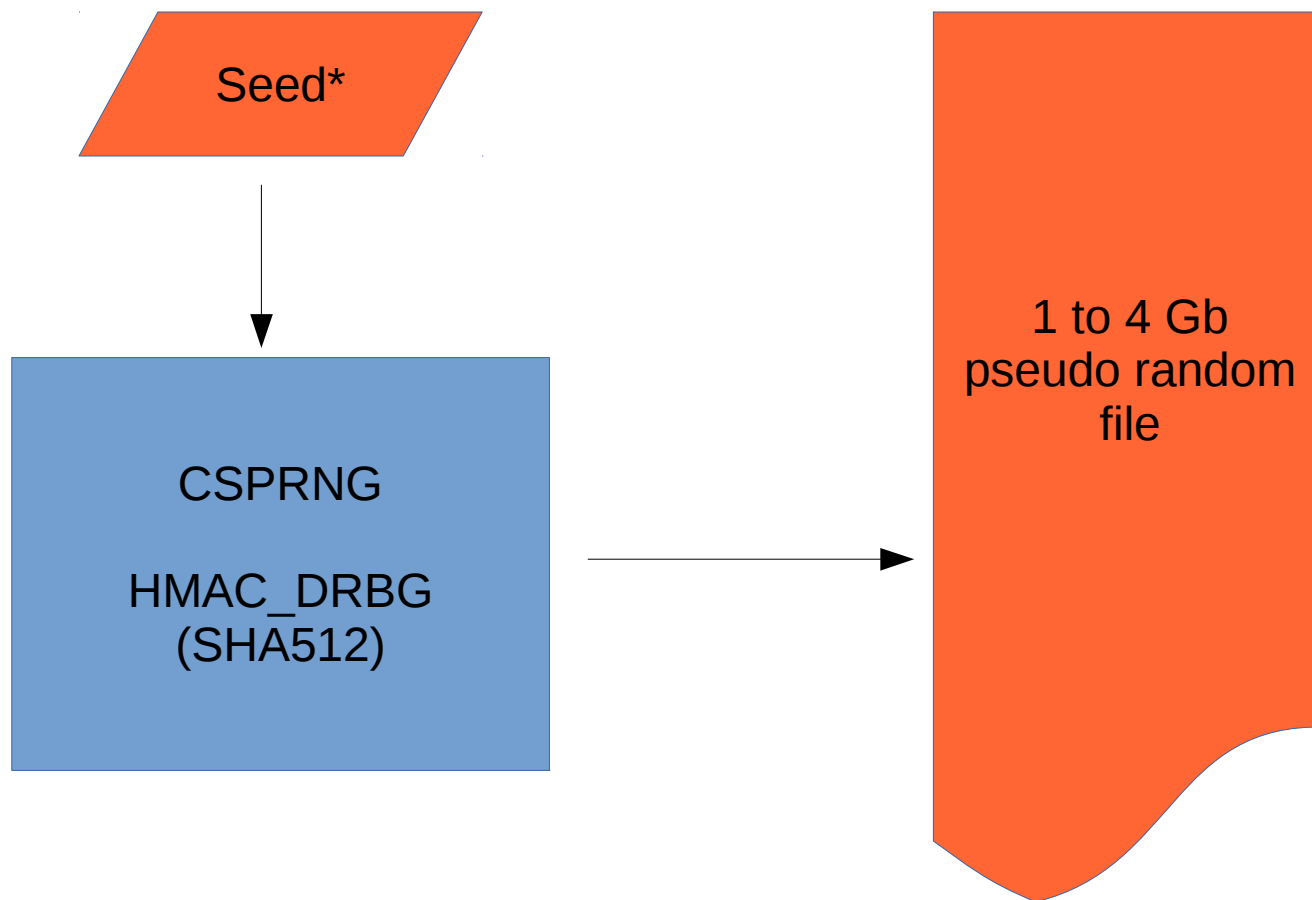 Seed*
CSPRNG
HMAC_DRBG
(SHA512)
1 to 4 Gb
pseudo random
file